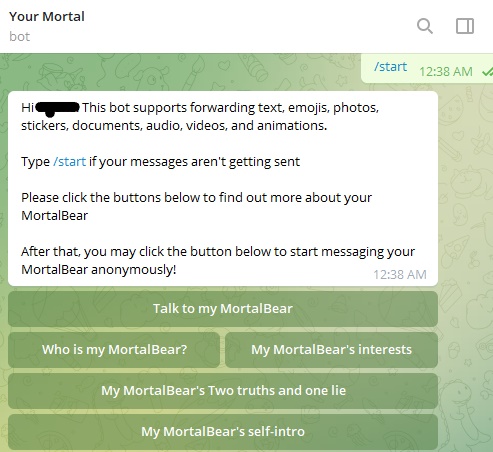 Your Mortal
bot
/start 12:38 AM
Hi This bot supports forwarding text, emojis, photos,
stickers, documents, audio, videos, and animations.
Type /start if your messages aren't getting sent
Please click the buttons below to find out more about your
MortalBear
After that, you may click the button below to start messaging your
MortalBear anonymously!
12:38 AM
Talk to my MortalBear
Who is my MortalBear?
My MortalBear's interests
My MortalBear's Two truths and one lie
My MortalBear's self-intro